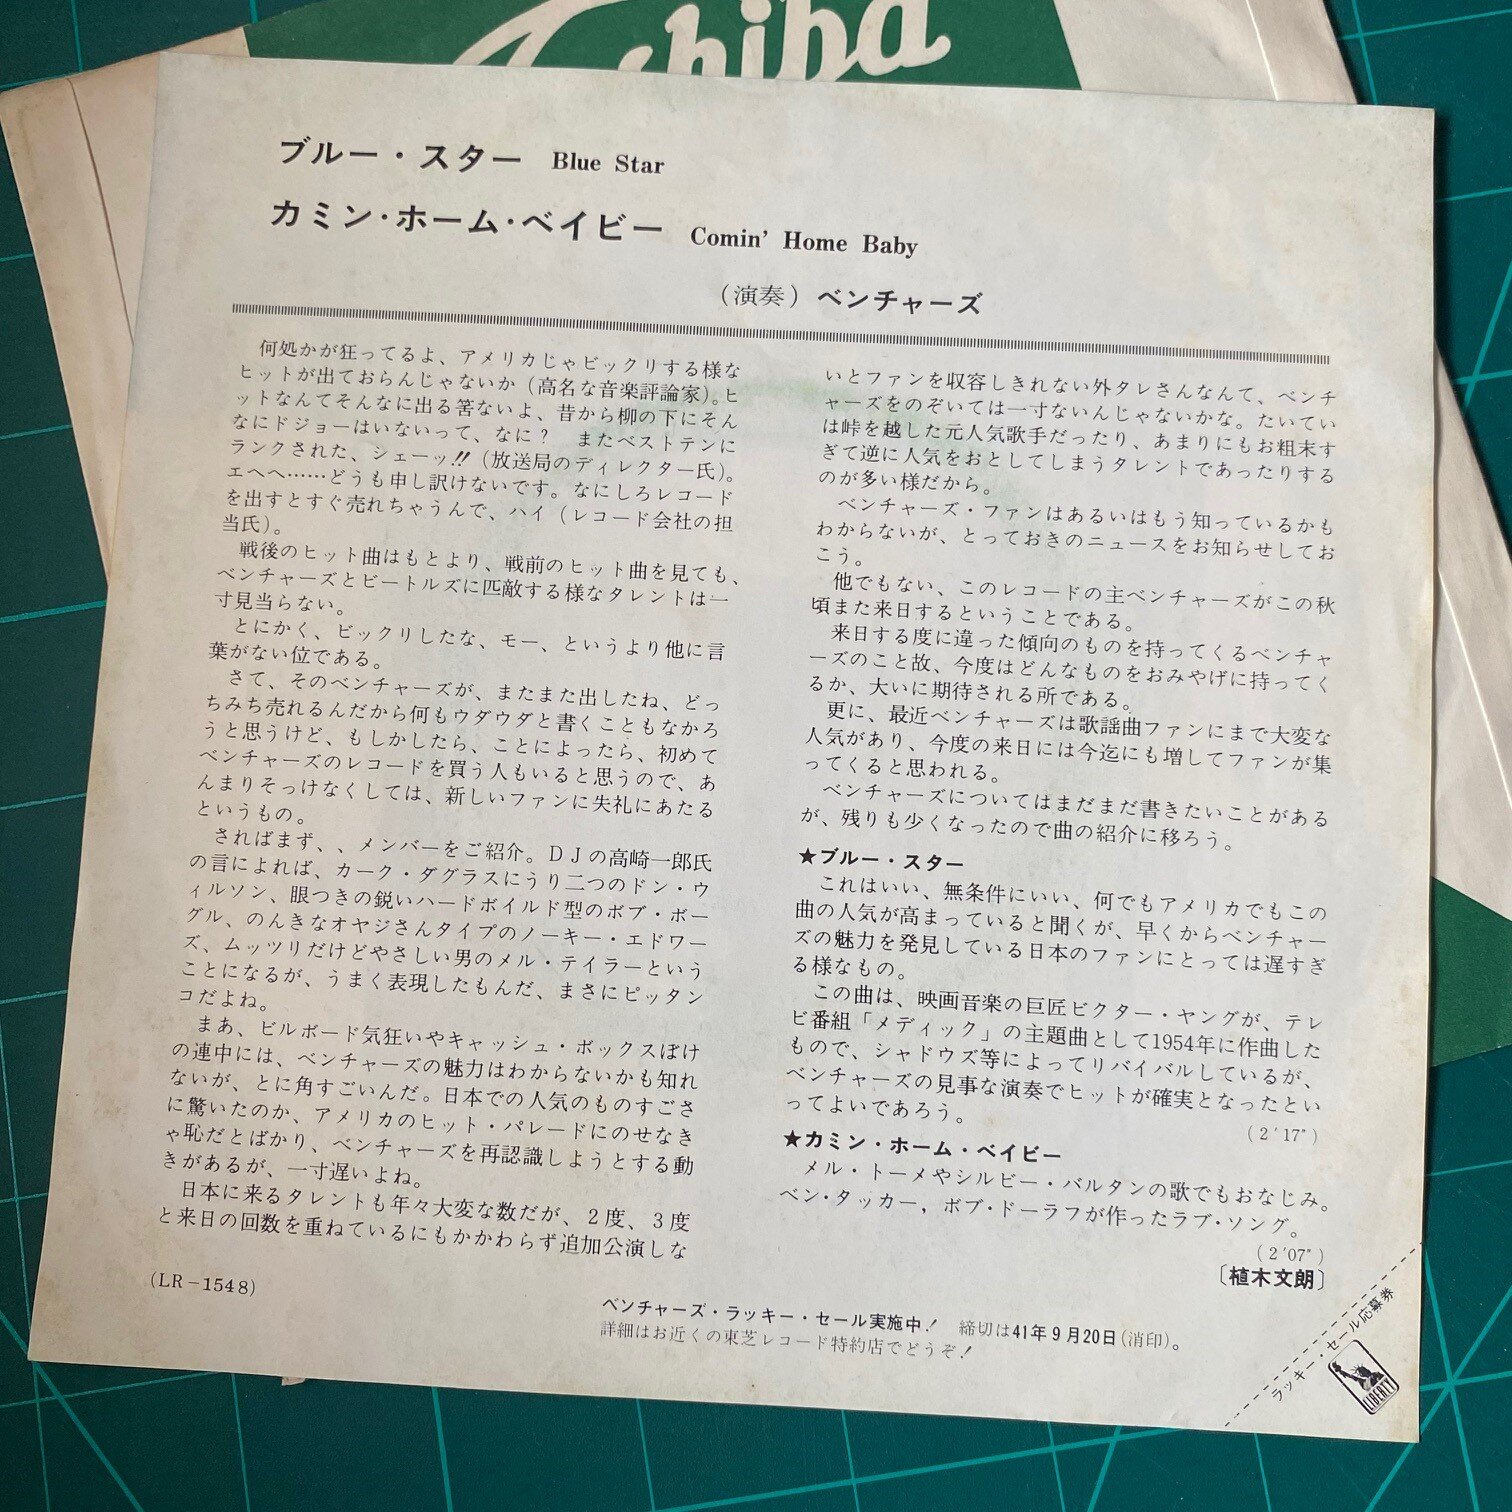 Toshiba
ブルー・スター Blue Star
カミン・ホーム・ベイビー Comin' Home Baby
（演奏）ベンチャーズ
何処かが狂ってるよ、アメリカじゃビックリする様な
ヒットが出ておらんじゃないか（高名な音楽評論家）。ヒ
ットなんてそんなに出る筈ないよ、昔から柳の下にそん
なにドジョーはいないって、なに？ またベストテンに
ランクされた、シェーッ!!（放送局のディレクター氏）。
エヘヘ……どうも申し訳けないです。なにしろレコード
を出すとすぐ売れちゃうんで、ハイ（レコード会社の担
当氏）。
戦後のヒット曲はもとより、戦前のヒット曲を見ても、
ベンチャーズとビートルズに匹敵する様なタレントは一
寸見当らない。
とにかく、ビックリしたな、モー、というより他に言
葉がない位である。
さて、そのベンチャーズが、またまた出したね、どっ
ちみち売れるんだから何もウダウダと書くこともなかろ
うと思うけど、もしかしたら、ことによったら、初めて
ベンチャーズのレコードを買う人もいると思うので、あ
んまりそっけなくしては、新しいファンに失礼にあたる
というもの。
さればまず、、メンバーをご紹介。ＤＪの高崎一郎氏
の言によれば、カーク・ダグラスにうり二つのドン・ウ
ィルソン、眼つきの鋭いハードボイルド型のボブ・ボー
グル、のんきなオヤジさんタイプのノーキー・エドワー
ズ、ムッツリだけどやさしい男のメル・テイラーという
ことになるが、うまく表現したもんだ、まさにピッタン
コだよね。
まあ、ビルボード気狂いやキャッシュ・ボックスぼけ
の連中には、ベンチャーズの魅力はわからないかも知れ
ないが、とに角すごいんだ。日本での人気のものすごさ
に驚いたのか、アメリカのヒット・パレードにのせなき
ゃ恥だとばかり、ベンチャーズを再認識しようとする動
きがあるが、一寸遅いよね。
日本に来るタレントも年々大変な数だが、２度、３度
と来日の回数を重ねているにもかかわらず追加公演しな
いとファンを収容しきれない外タレさんなんて、ベンチ
ャーズをのぞいては一寸ないんじゃないかな。たいてい
は峠を越した元人気歌手だったり、あまりにもお粗末す
ぎて逆に人気をおとしてしまうタレントであったりする
のが多い様だから。
ベンチャーズ・ファンはあるいはもう知っているかも
わからないが、とっておきのニュースをお知らせしてお
こう。
他でもない、このレコードの主ベンチャーズがこの秋
頃また来日するということである。
来日する度に違った傾向のものを持ってくるベンチャ
ーズのこと故、今度はどんなものをおみやげに持ってく
るか、大いに期待される所である。
更に、最近ベンチャーズは歌謡曲ファンにまで大変な
人気があり、今度の来日には今迄にも増してファンが集
ってくると思われる。
ベンチャーズについてはまだまだ書きたいことがある
が、残りも少くなったので曲の紹介に移ろう。
★ブルー・スター
これはいい、無条件にいい、何でもアメリカでもこの
曲の人気が高まっていると聞くが、早くからベンチャー
ズの魅力を発見している日本のファンにとっては遅すぎ
る様なもの。
この曲は、映画音楽の巨匠ビクター・ヤングが、テレ
ビ番組「メディック」の主題曲として1954年に作曲した
もので、シャドウズ等によってリバイバルしているが、
ベンチャーズの見事な演奏でヒットが確実となったとい
ってよいであろう。
（２′17″）
★カミン・ホーム・ベイビー
メル・トーメやシルビー・バルタンの歌でもおなじみ。
ベン・タッカー，ボブ・ドーラフが作ったラブ・ソング。
（２′07″）
〔植木文朗〕
(LR－1548)
ベンチャーズ・ラッキー・セール実施中！ 締切は41年９月20日(消印)。
詳細はお近くの東芝レコード特約店でどうぞ！
ラッキー・セール応募券
LIBERTY